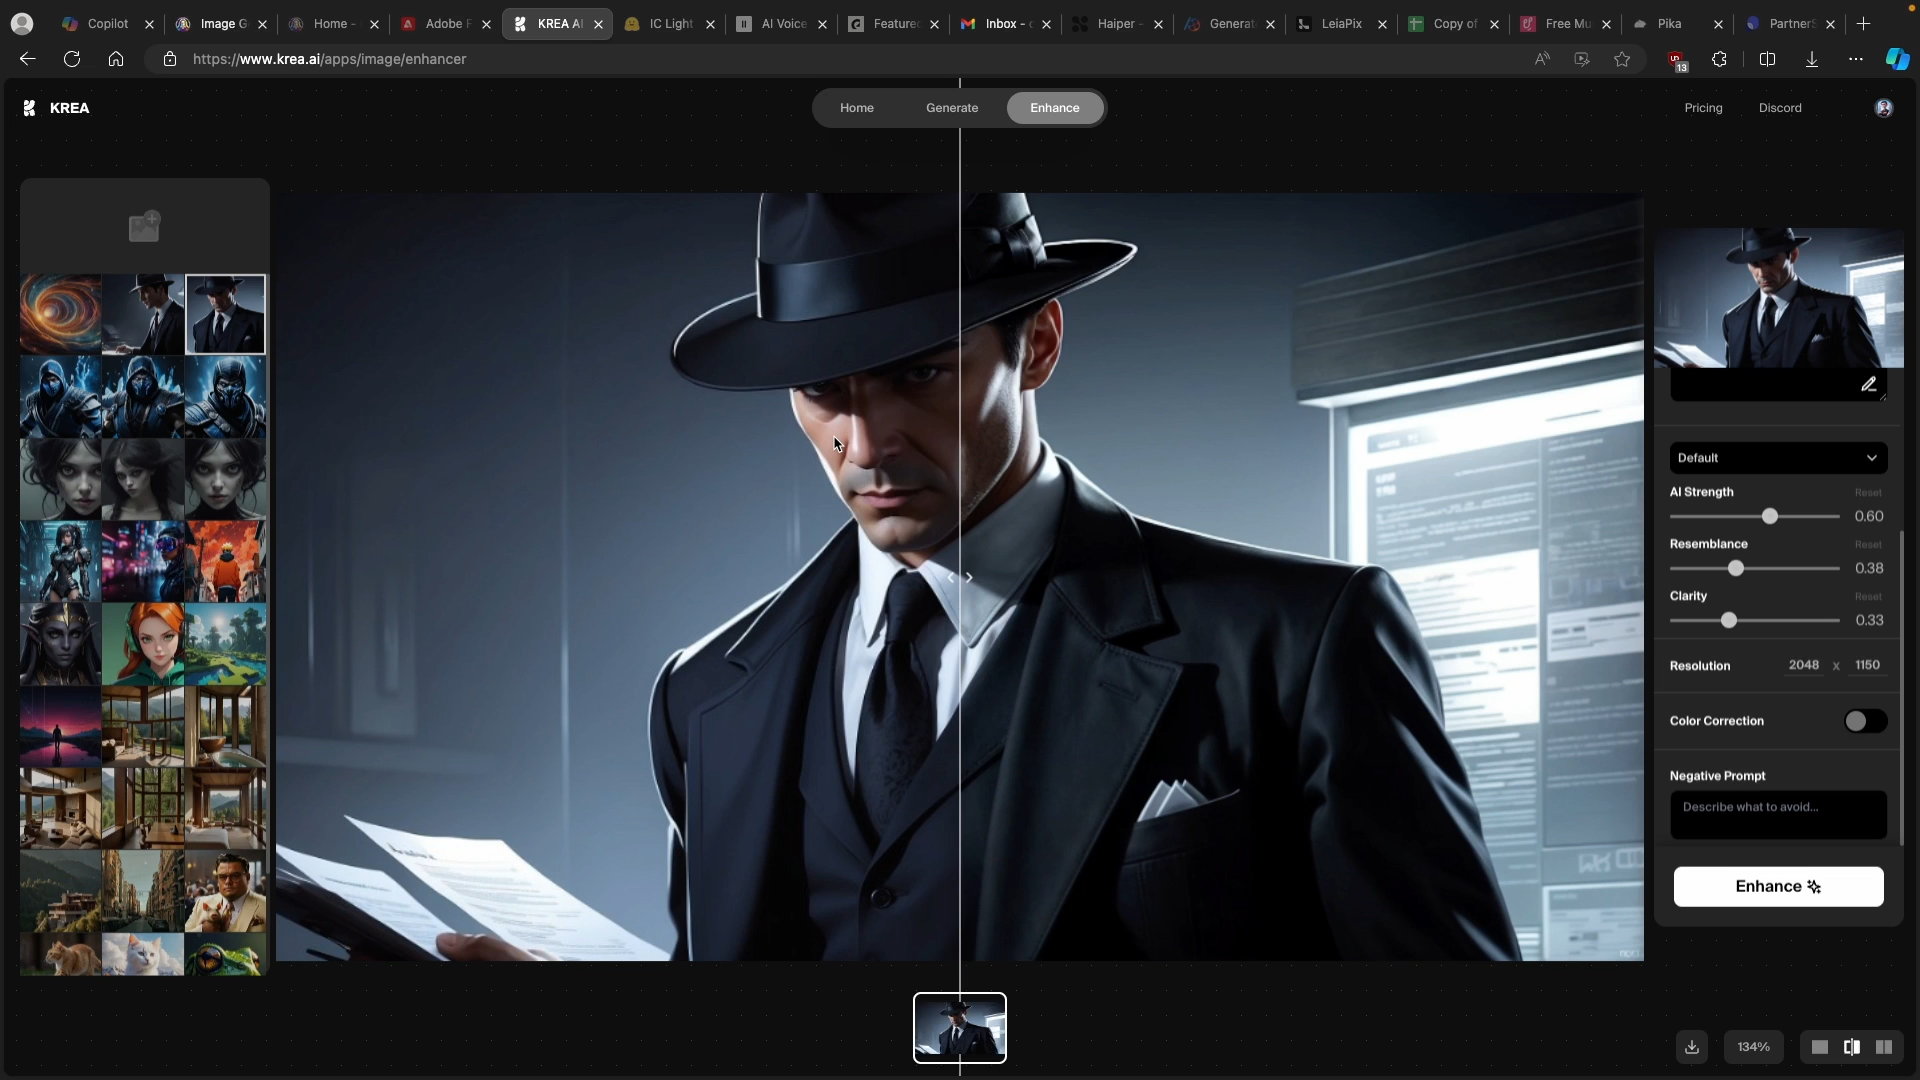 Copilot
Image G
Home -
Adobe F
KREA AI
IC Light
AI Voice
Feature
Inbox -
Haiper -
Generat
LeiaPix
Copy of
Free Mu
Pika
PartnerS
https://www.krea.ai/apps/image/enhancer
13
KREA
Home
Generate
Enhance
Pricing
Discord
Default
AI Strength
Reset
0.60
Resemblance
Reset
0.38
Clarity
Reset
0.33
Resolution
2048 x 1150
Color Correction
Negative Prompt
Describe what to avoid...
Enhance
134%